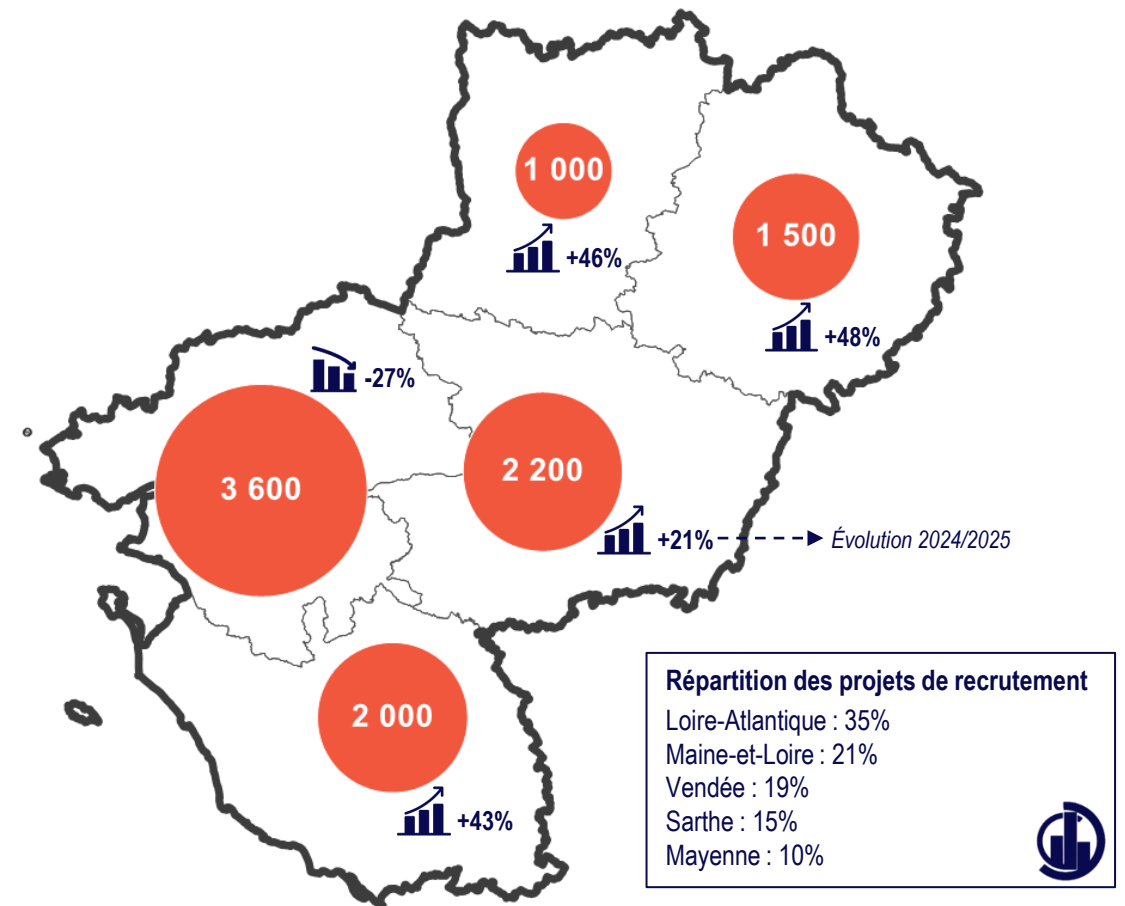 1 000
+46%
1 500
+48%
-27%
3 600
2 200
+21%
Évolution 2024/2025
2 000
+43%
Répartition des projets de recrutement
Loire-Atlantique : 35%
Maine-et-Loire : 21%
Vendée : 19%
Sarthe : 15%
Mayenne : 10%